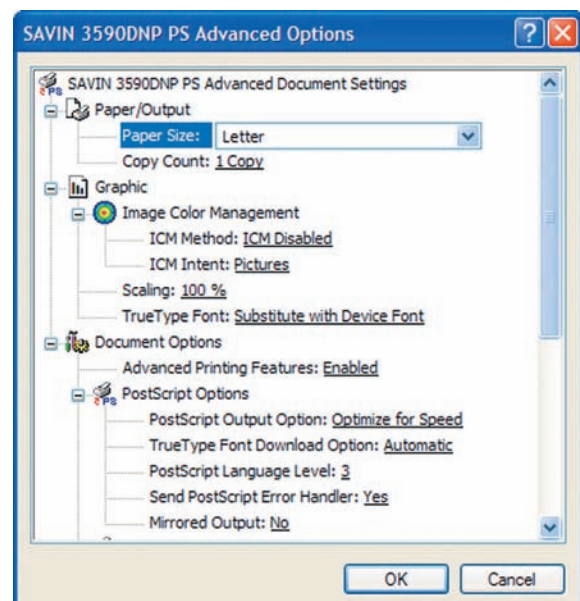 SAVIN 3590DNP PS Advanced Options
SAVIN 3590DNP PS Advanced Document Settings
Paper/Output
Paper Size: Letter
Copy Count: 1 Copy
Graphic
Image Color Management
ICM Method: ICM Disabled
ICM Intent: Pictures
Scaling: 100 %
TrueType Font: Substitute with Device Font
Document Options
Advanced Printing Features: Enabled
PostScript Options
PostScript Output Option: Optimize for Speed
TrueType Font Download Option: Automatic
PostScript Language Level: 3
Send PostScript Error Handler: Yes
Mirrored Output: No
OK Cancel